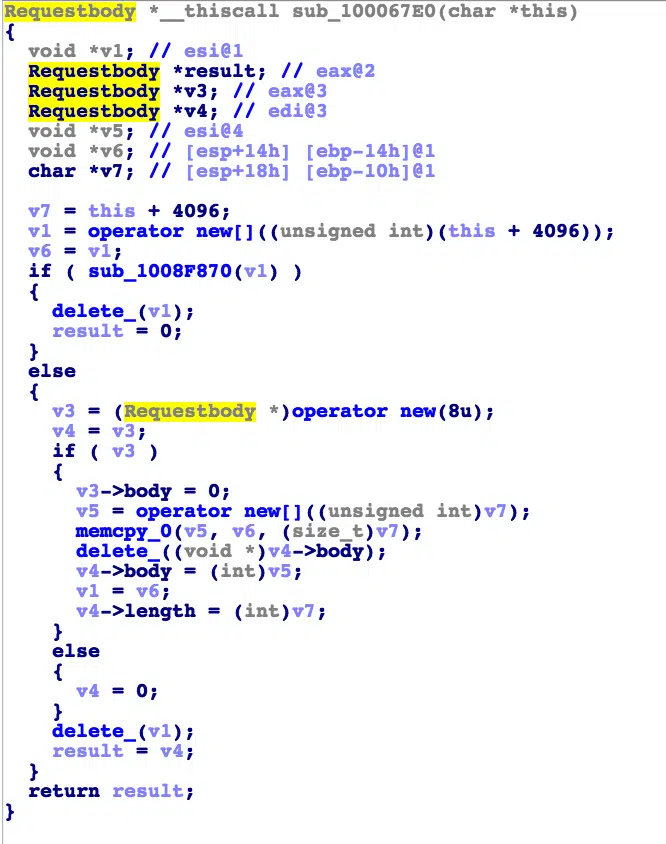 Requestbody *__thiscall sub_100067E0(char *this)
{
void *v1; // esi@1
Requestbody *result; // eax@2
Requestbody *v3; // eax@3
Requestbody *v4; // edi@3
void *v5; // esi@4
void *v6; // [esp+14h] [ebp-14h]@1
char *v7; // [esp+18h] [ebp-10h]@1
v7 = this + 4096;
v1 = operator new[]((unsigned int)(this + 4096));
v6 = v1;
if ( sub_1008F870(v1) )
{
delete_(v1);
result = 0;
}
else
{
v3 = (Requestbody *)operator new(8u);
v4 = v3;
if ( v3 )
{
v3->body = 0;
v5 = operator new[]((unsigned int)v7);
memcpy_0(v5, v6, (size_t)v7);
delete_((void *)v4->body);
v4->body = (int)v5;
v1 = v6;
v4->length = (int)v7;
}
else
{
v4 = 0;
}
delete_(v1);
result = v4;
}
return result;
}